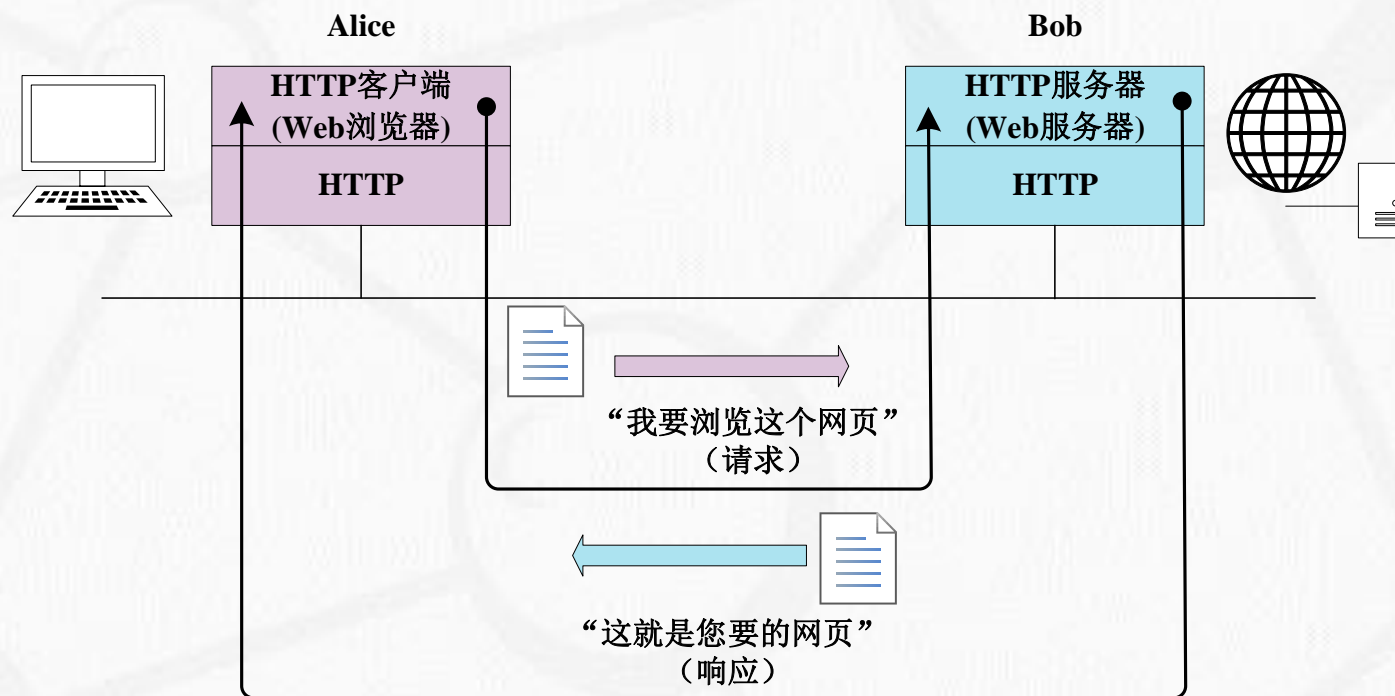 Alice
Bob
HTTP客户端
(Web浏览器)
HTTP
HTTP服务器
(Web服务器)
HTTP
“我要浏览这个网页”
（请求）
“这就是您要的网页”
（响应）